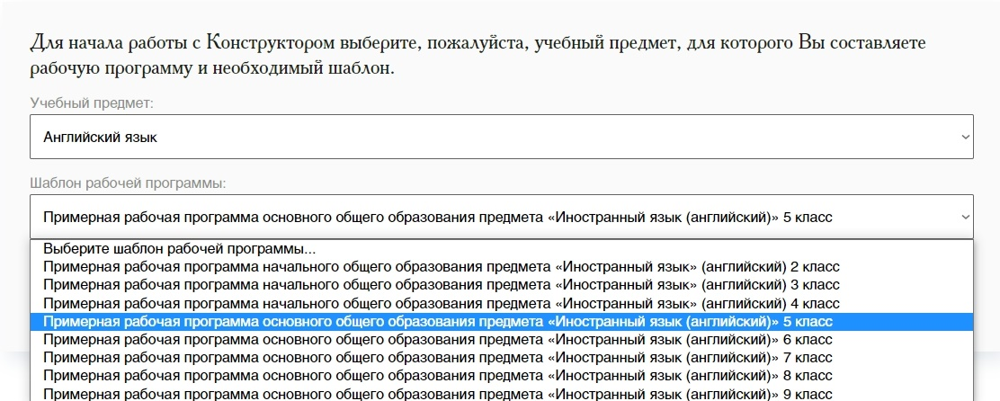 Для начала работы с Конструктором выберите, пожалуйста, учебный предмет, для которого Вы составляете
рабочую программу и необходимый шаблон.
Учебный предмет:
Английский язык
Шаблон рабочей программы:
Примерная рабочая программа основного общего образования предмета «Иностранный язык (английский)» 5 класс
Выберите шаблон рабочей программы...
Примерная рабочая программа начального общего образования предмета «Иностранный язык» (английский) 2 класс
Примерная рабочая программа начального общего образования предмета «Иностранный язык» (английский) 3 класс
Примерная рабочая программа начального общего образования предмета «Иностранный язык» (английский) 4 класс
Примерная рабочая программа основного общего образования предмета «Иностранный язык (английский)» 5 класс
Примерная рабочая программа основного общего образования предмета «Иностранный язык (английский)» 6 класс
Примерная рабочая программа основного общего образования предмета «Иностранный язык (английский)» 7 класс
Примерная рабочая программа основного общего образования предмета «Иностранный язык (английский)» 8 класс
Примерная рабочая программа основного общего образования предмета «Иностранный язык (английский)» 9 класс